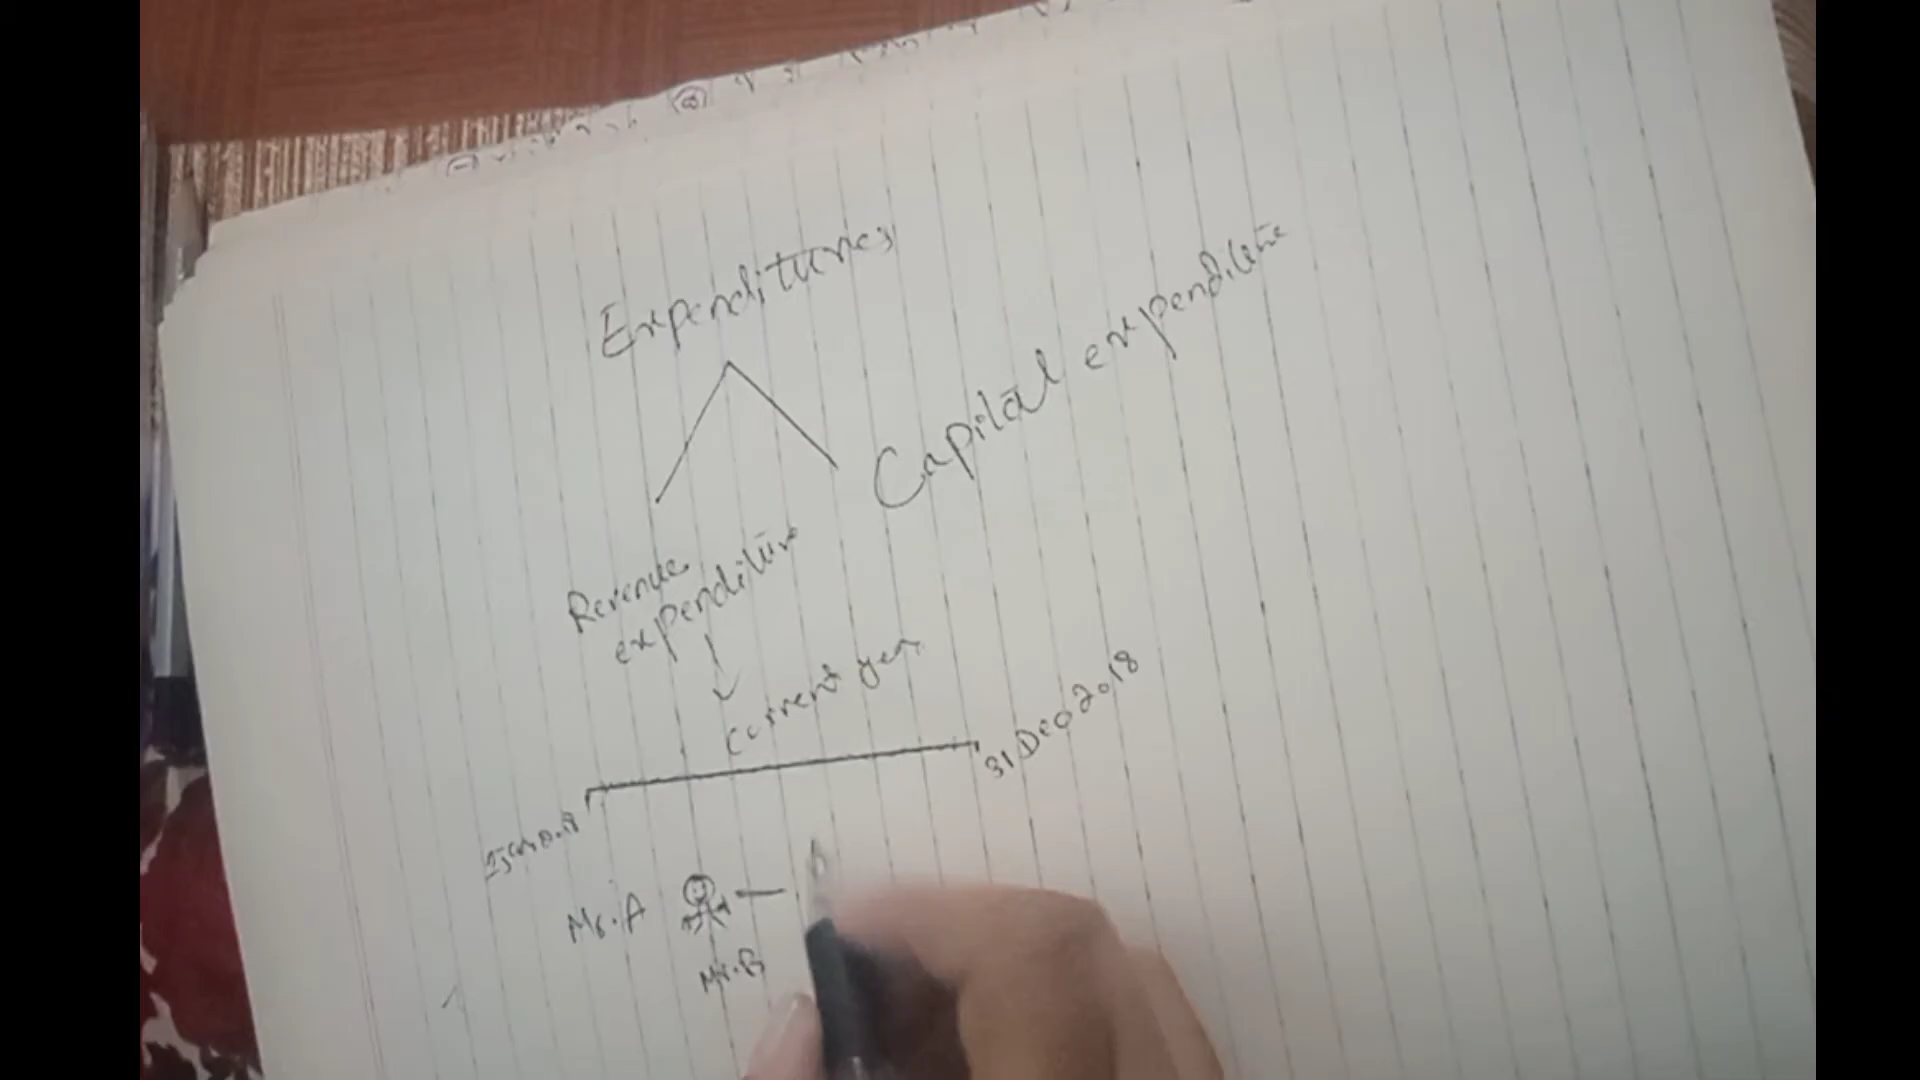 Expenditures
Capital expenditure
Revenue
expenditure
Current year
31 Dec 2018
Mr. A
Mr. B